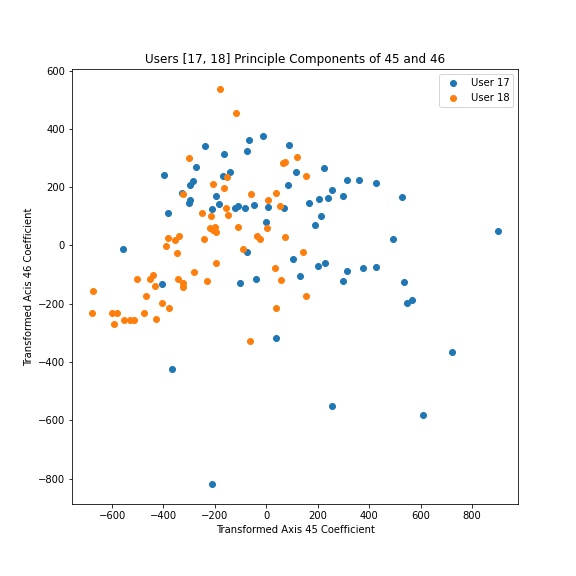 Users [17, 18] Principle Components of 45 and 46
User 17
User 18
600
400
200
0
−200
−400
−600
−800
Transformed Acis 46 Coefficient
−600 −400 −200 0 200 400 600 800
Transformed Axis 45 Coefficient